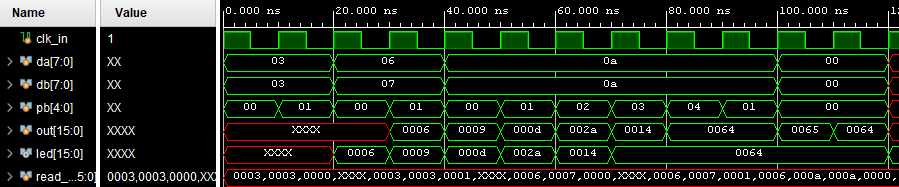 Name Value 0.000 ns 20.000 ns 40.000 ns 60.000 ns 80.000 ns 100.000 ns
clk_in 1
da[7:0] XX 03 06 0a 00
db[7:0] XX 03 07 0a 00
pb[4:0] XX 00 01 00 01 00 01 02 03 04 01 00
out[15:0] XXXX XXXX 0006 0009 000d 002a 0014 0064 0065 0064
led[15:0] XXXX XXXX 0006 0009 000d 002a 0014 0064
read_...5:0] 0003,0003,0000,XX 0003,0003,0000,XXXX,0003,0003,0001,XXXX,0006,0007,0000,XXXX,0006,0007,0001,0006,000a,000a,0000,